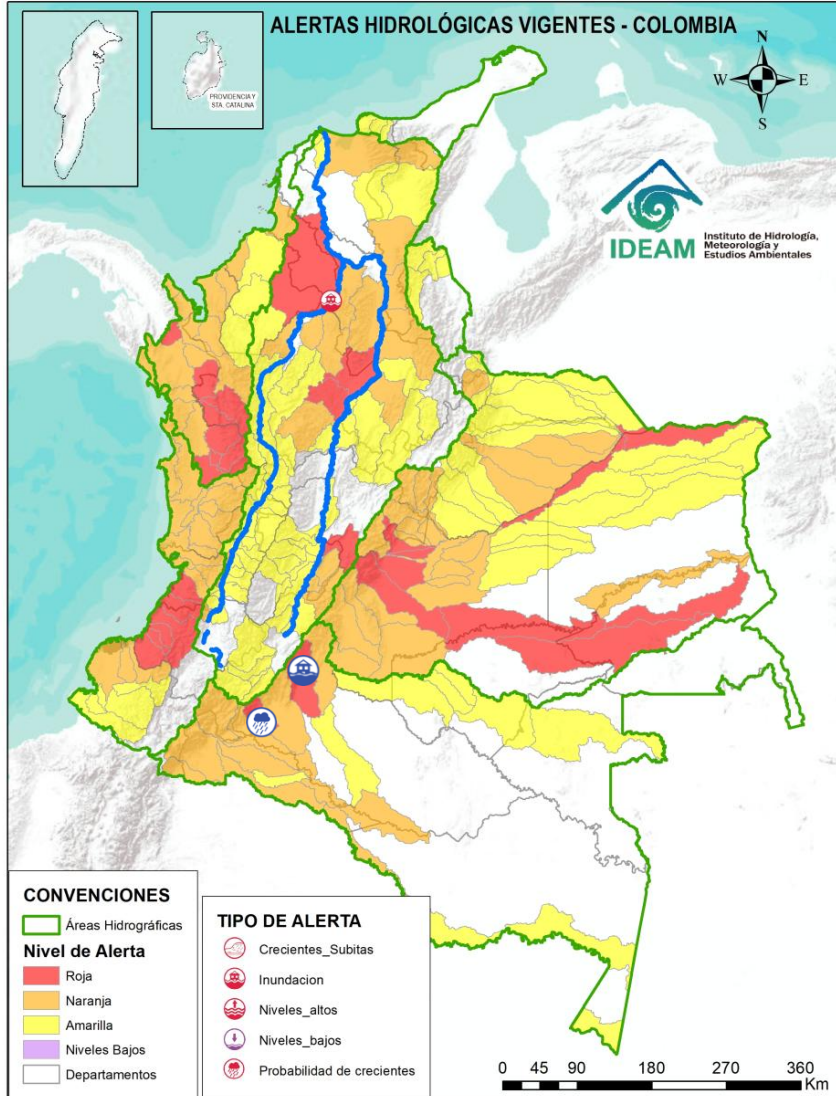 ALERTAS HIDROLÓGICAS VIGENTES - COLOMBIA
PROVIDENCIA Y
STA. CATALINA
N
W
E
S
IDEAM
Instituto de Hidrología,
Meteorología y
Estudios Ambientales
CONVENCIONES
Áreas Hidrográficas
Nivel de Alerta
Roja
Naranja
Amarilla
Niveles Bajos
Departamentos
TIPO DE ALERTA
Crecientes_Subitas
Inundacion
Niveles_altos
Niveles_bajos
Probabilidad de crecientes
0 45 90 180 270 360
Km